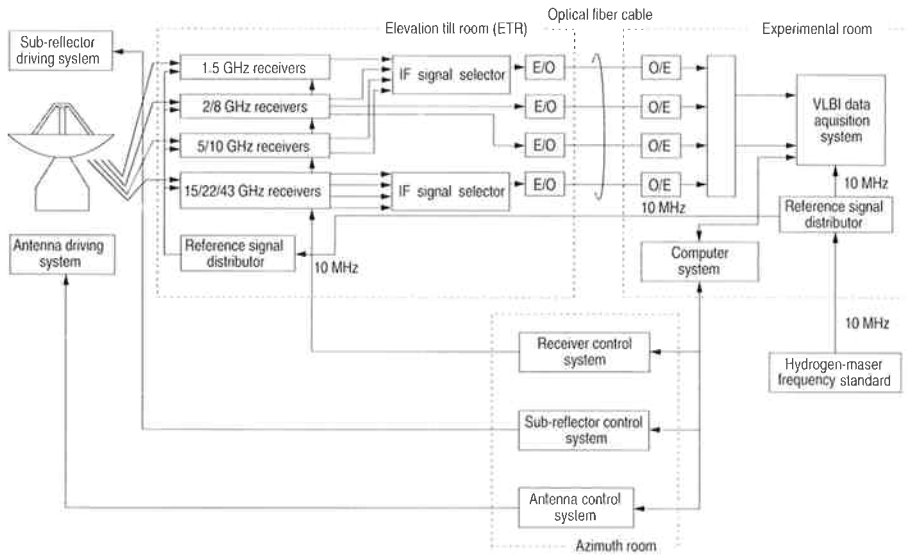 Optical fiber cable
Elevation till room (ETR)
Experimental room
Sub-reflector
driving system
1.5 GHz receivers
2/8 GHz receivers
5/10 GHz receivers
15/22/43 GHz receivers
IF signal selector
IF signal selector
E/O
E/O
E/O
E/O
O/E
O/E
O/E
O/E
VLBI data
aquisition
system
10 MHz
10 MHz
Reference signal
distributor
Antenna driving
system
Reference signal
distributor
10 MHz
Computer
system
10 MHz
Receiver control
system
Hydrogen-maser
frequency standard
Sub-reflector control
system
Antenna control
system
Azimuth room